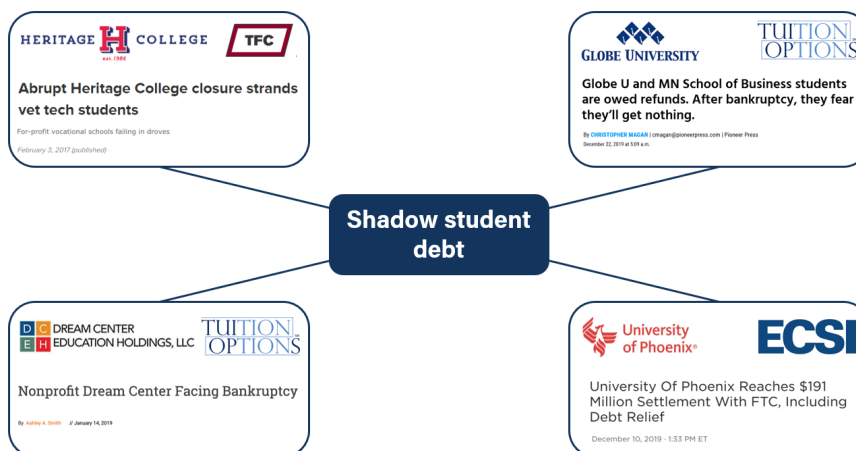 HERITAGE H COLLEGE
est. 1986
TFC
Abrupt Heritage College closure strands
vet tech students
For-profit vocational schools failing in droves
February 3, 2017 (published)
GLOBE UNIVERSITY
TUITION
OPTIONS
Globe U and MN School of Business students
are owed refunds. After bankruptcy, they fear
they'll get nothing.
By CHRISTOPHER MAGAN | cmagan@pioneerpress.com | Pioneer Press
December 22, 2019 at 5:09 a.m.
Shadow student
debt
DC
EH
DREAM CENTER
EDUCATION HOLDINGS, LLC
TUITION
OPTIONS
Nonprofit Dream Center Facing Bankruptcy
By Ashley A. Smith // January 14, 2019
University
of Phoenix®
ECSI
University Of Phoenix Reaches $191
Million Settlement With FTC, Including
Debt Relief
December 10, 2019 · 1:33 PM ET